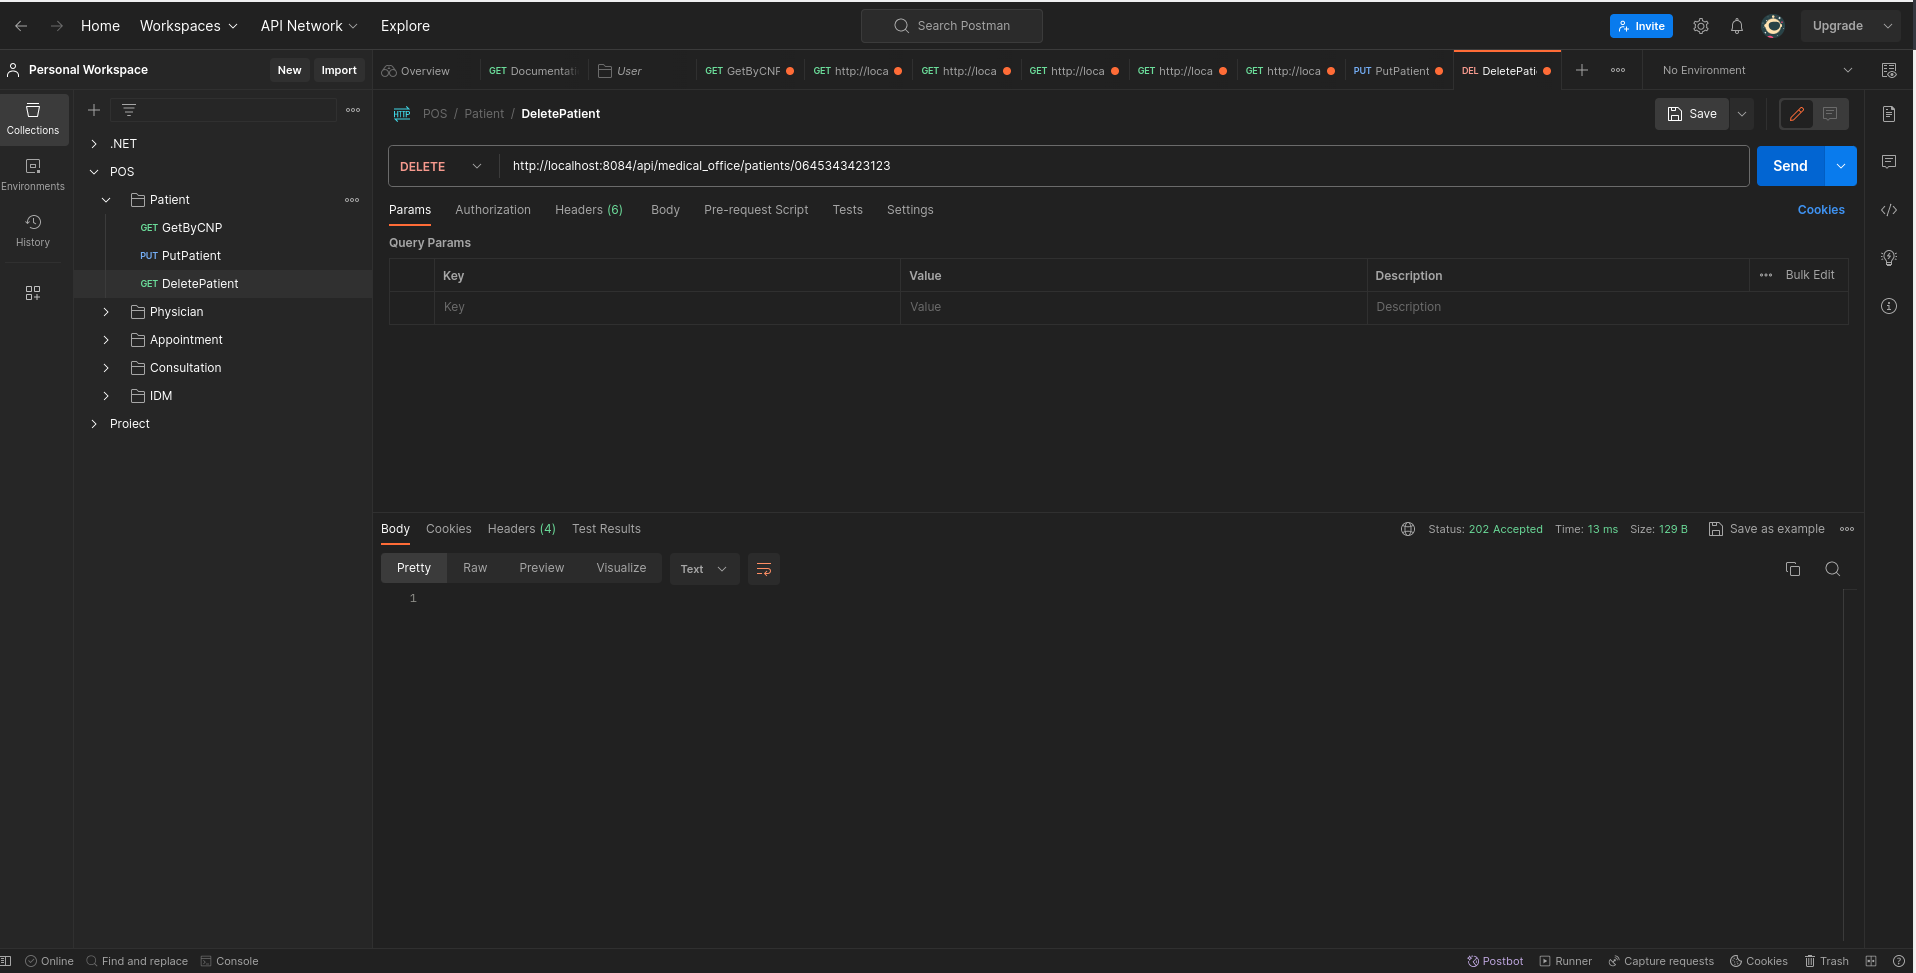 Home Workspaces API Network Explore Search Postman Invite Upgrade
Personal Workspace New Import
Overview GET Documentati User GET GetByCNF GET http://loca GET http://loca GET http://loca GET http://loca GET http://loca PUT PutPatient DEL DeletePati No Environment
Collections
Environments
History
.NET
POS
Patient
GET GetByCNP
PUT PutPatient
GET DeletePatient
Physician
Appointment
Consultation
IDM
Proiect
HTTP POS / Patient / DeletePatient Save
DELETE http://localhost:8084/api/medical_office/patients/0645343423123 Send
Params Authorization Headers (6) Body Pre-request Script Tests Settings Cookies
Query Params
Key Value Description Bulk Edit
Key Value Description
Body Cookies Headers (4) Test Results Status: 202 Accepted Time: 13 ms Size: 129 B Save as example
Pretty Raw Preview Visualize Text
1
Online Find and replace Console Postbot Runner Capture requests Cookies Trash